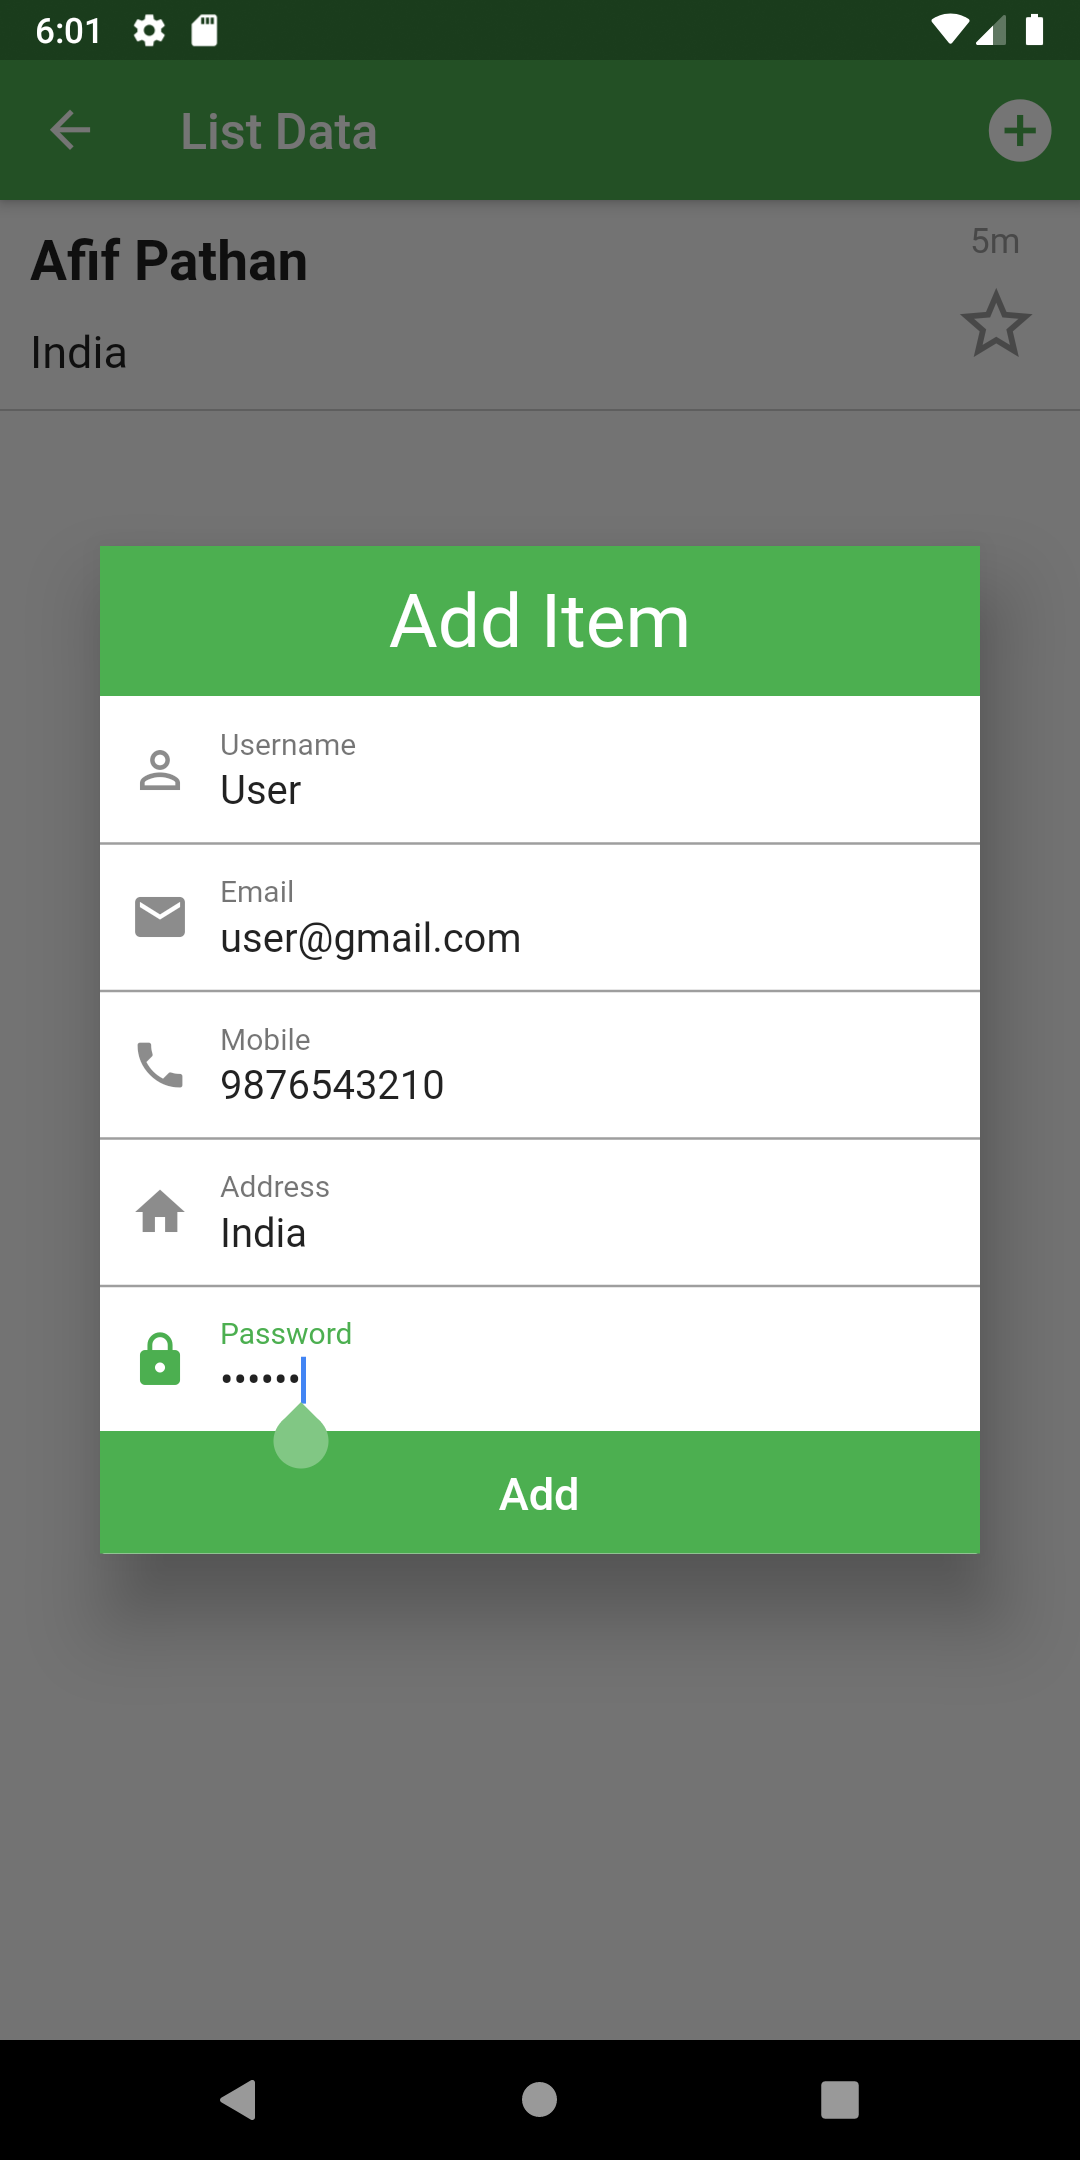 6:01
List Data
Afif Pathan
5m
India
Add Item
Username
User
Email
user@gmail.com
Mobile
9876543210
Address
India
Password
••••••
Add